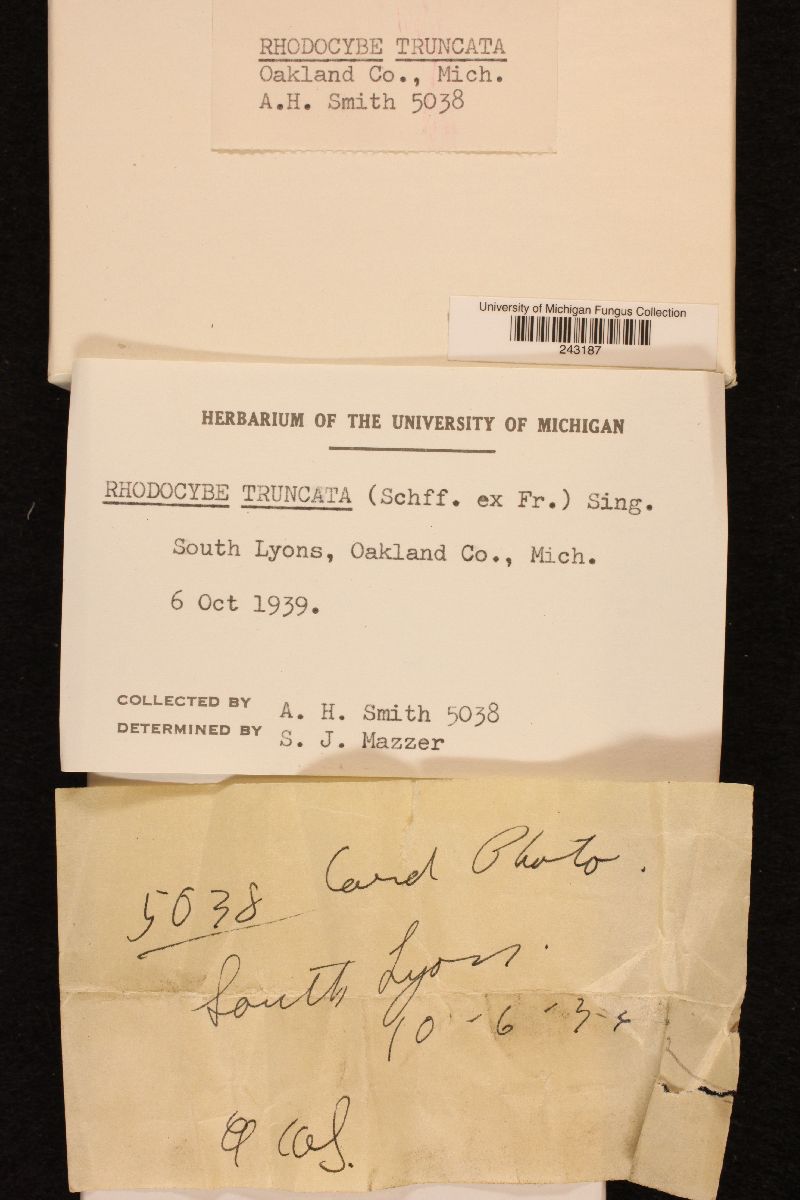 RHODOCYBE TRUNCATA
Oakland Co., Mich.
A.H. Smith 5038
University of Michigan Fungus Collection
243187
HERBARIUM OF THE UNIVERSITY OF MICHIGAN
RHODOCYBE TRUNCATA (Schff. ex Fr.) Sing.
South Lyons, Oakland Co., Mich.
6 Oct 1939.
COLLECTED BY A. H. Smith 5038
DETERMINED BY S. J. Mazzer
5038 Card Photo.
South Lyons.
10-6-3